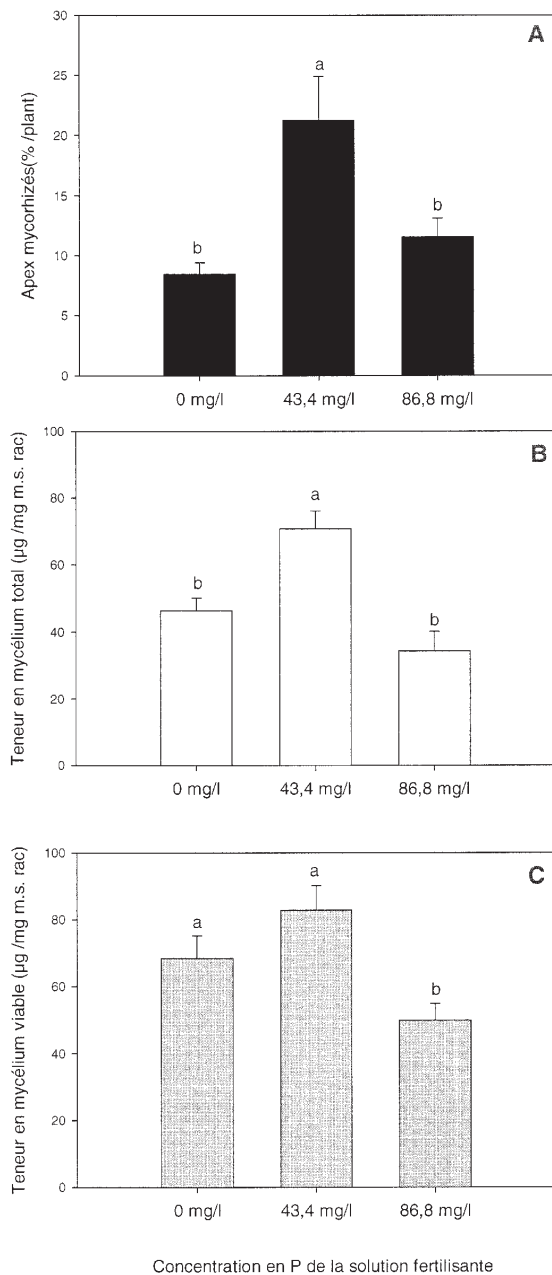 A
Apex mycorhizés(% /plant)
30
25
20
15
10
5
0
b
a
b
0 mg/l
43,4 mg/l
86,8 mg/l
B
Teneur en mycélium total (µg /mg m.s. rac)
100
80
60
40
20
0
b
a
b
0 mg/l
43,4 mg/l
86,8 mg/l
C
Teneur en mycélium viable (µg /mg m.s. rac)
100
80
60
40
20
0
a
a
b
0 mg/l
43,4 mg/l
86,8 mg/l
Concentration en P de la solution fertilisante